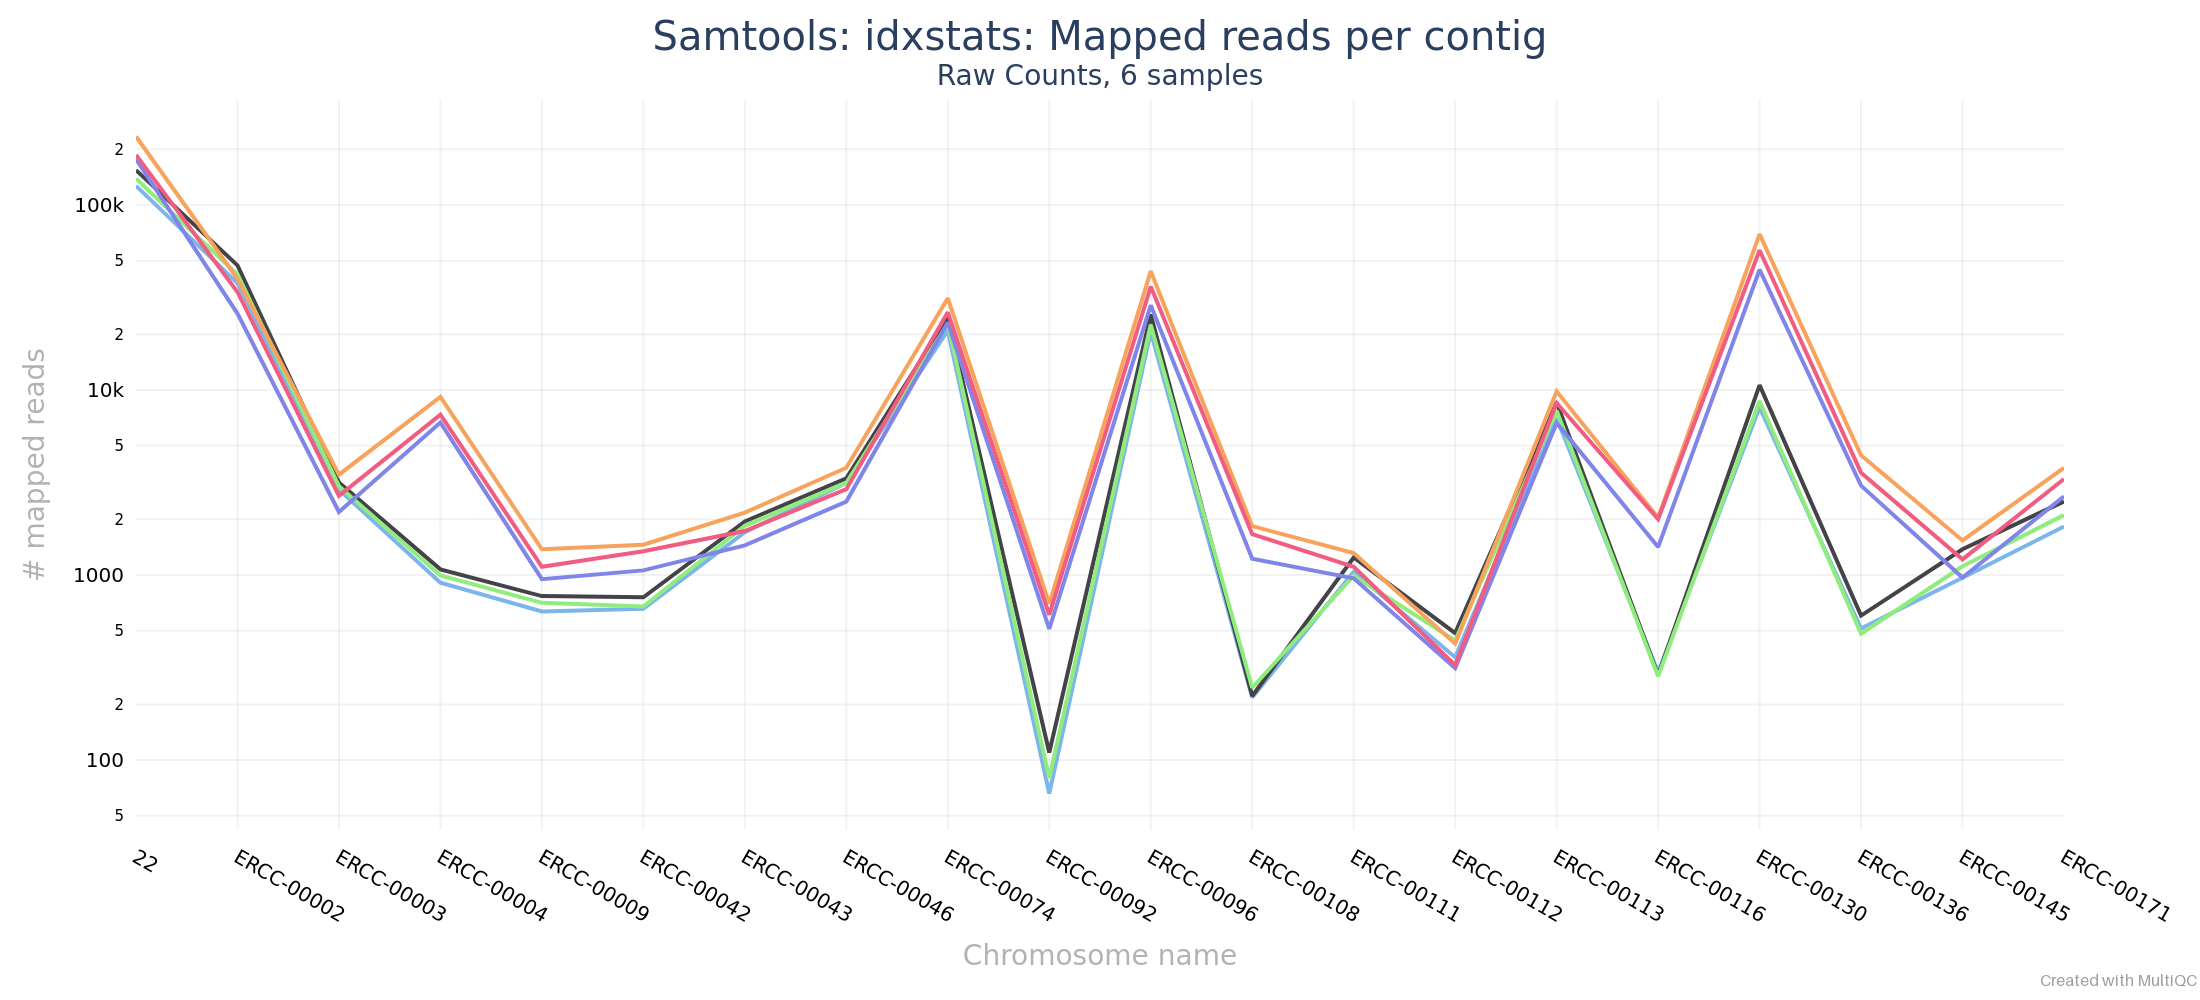 Samtools: idxstats: Mapped reads per contig
Raw Counts, 6 samples
# mapped reads
2
100k
5
2
10k
5
2
1000
5
2
100
5
22
ERCC-00002
ERCC-00003
ERCC-00004
ERCC-00009
ERCC-00042
ERCC-00043
ERCC-00046
ERCC-00074
ERCC-00092
ERCC-00096
ERCC-00108
ERCC-00111
ERCC-00112
ERCC-00113
ERCC-00116
ERCC-00130
ERCC-00136
ERCC-00145
ERCC-00171
Chromosome name
Created with MultiQC